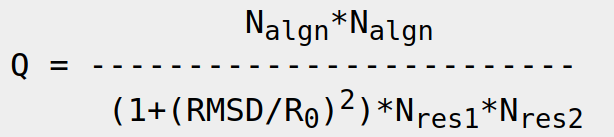 N_algn*N_algn
Q = -------------------------
(1+(RMSD/R_0)^2)*N_res1*N_res2